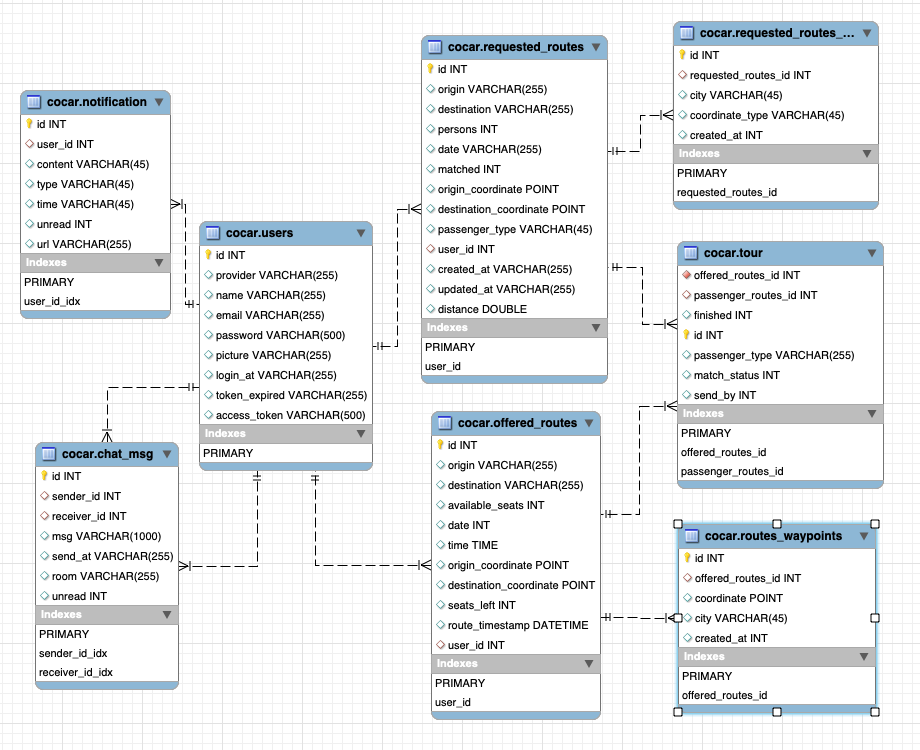 cocar.notification
id INT
user_id INT
content VARCHAR(45)
type VARCHAR(45)
time VARCHAR(45)
unread INT
url VARCHAR(255)
Indexes
PRIMARY
user_id_idx
cocar.users
id INT
provider VARCHAR(255)
name VARCHAR(255)
email VARCHAR(255)
password VARCHAR(500)
picture VARCHAR(255)
login_at VARCHAR(255)
token_expired VARCHAR(255)
access_token VARCHAR(500)
Indexes
PRIMARY
cocar.chat_msg
id INT
sender_id INT
receiver_id INT
msg VARCHAR(1000)
send_at VARCHAR(255)
room VARCHAR(255)
unread INT
Indexes
PRIMARY
sender_id_idx
receiver_id_idx
cocar.requested_routes
id INT
origin VARCHAR(255)
destination VARCHAR(255)
persons INT
date VARCHAR(255)
matched INT
origin_coordinate POINT
destination_coordinate POINT
passenger_type VARCHAR(45)
user_id INT
created_at VARCHAR(255)
updated_at VARCHAR(255)
distance DOUBLE
Indexes
PRIMARY
user_id
cocar.offered_routes
id INT
origin VARCHAR(255)
destination VARCHAR(255)
available_seats INT
date INT
time TIME
origin_coordinate POINT
destination_coordinate POINT
seats_left INT
route_timestamp DATETIME
user_id INT
Indexes
PRIMARY
user_id
cocar.requested_routes_...
id INT
requested_routes_id INT
city VARCHAR(45)
coordinate_type VARCHAR(45)
created_at INT
Indexes
PRIMARY
requested_routes_id
cocar.tour
offered_routes_id INT
passenger_routes_id INT
finished INT
id INT
passenger_type VARCHAR(255)
match_status INT
send_by INT
Indexes
PRIMARY
offered_routes_id
passenger_routes_id
cocar.routes_waypoints
id INT
offered_routes_id INT
coordinate POINT
city VARCHAR(45)
created_at INT
Indexes
PRIMARY
offered_routes_id